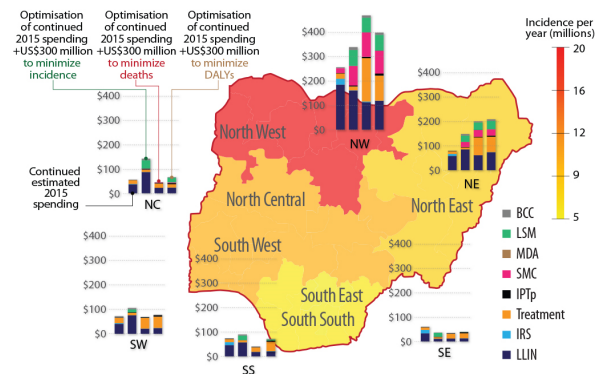 Optimisation
of continued
2015 spending
+US$300 million
to minimize
incidence
Optimisation
of continued
2015 spending
+US$300 million
to minimize
deaths
Optimisation
of continued
2015 spending
+US$300 million
to minimize
DALYs
Continued
estimated
2015
spending
$400
$300
$200
$100
$0
NC
$400
$300
$200
$100
$0
NW
$400
$300
$200
$100
$0
NE
$400
$300
$200
$100
$0
SW
$400
$300
$200
$100
$0
SS
$400
$300
$200
$100
$0
SE
North West
North Central
North East
South West
South East
South South
Incidence per
year (millions)
20
16
12
9
5
BCC
LSM
MDA
SMC
IPTp
Treatment
IRS
LLIN